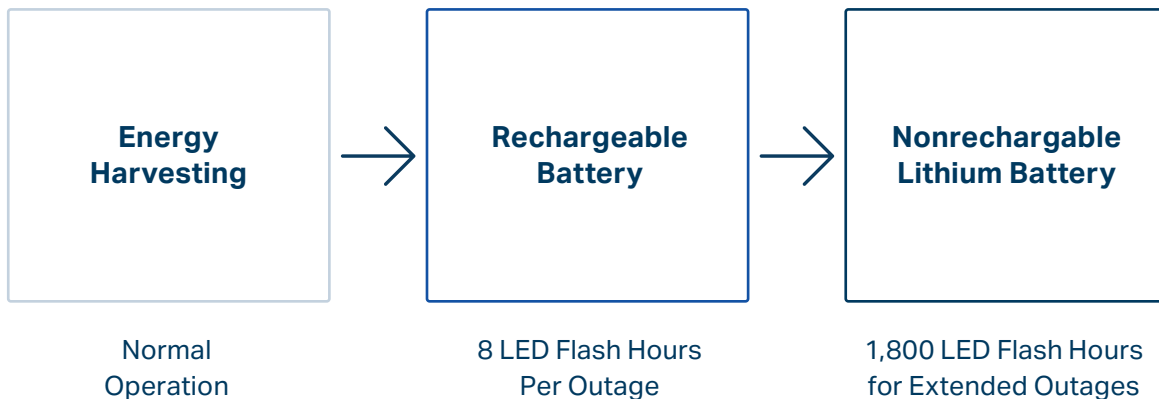 Energy
Harvesting
Rechargeable
Battery
Nonrechargable
Lithium Battery
Normal
Operation
8 LED Flash Hours
Per Outage
1,800 LED Flash Hours
for Extended Outages